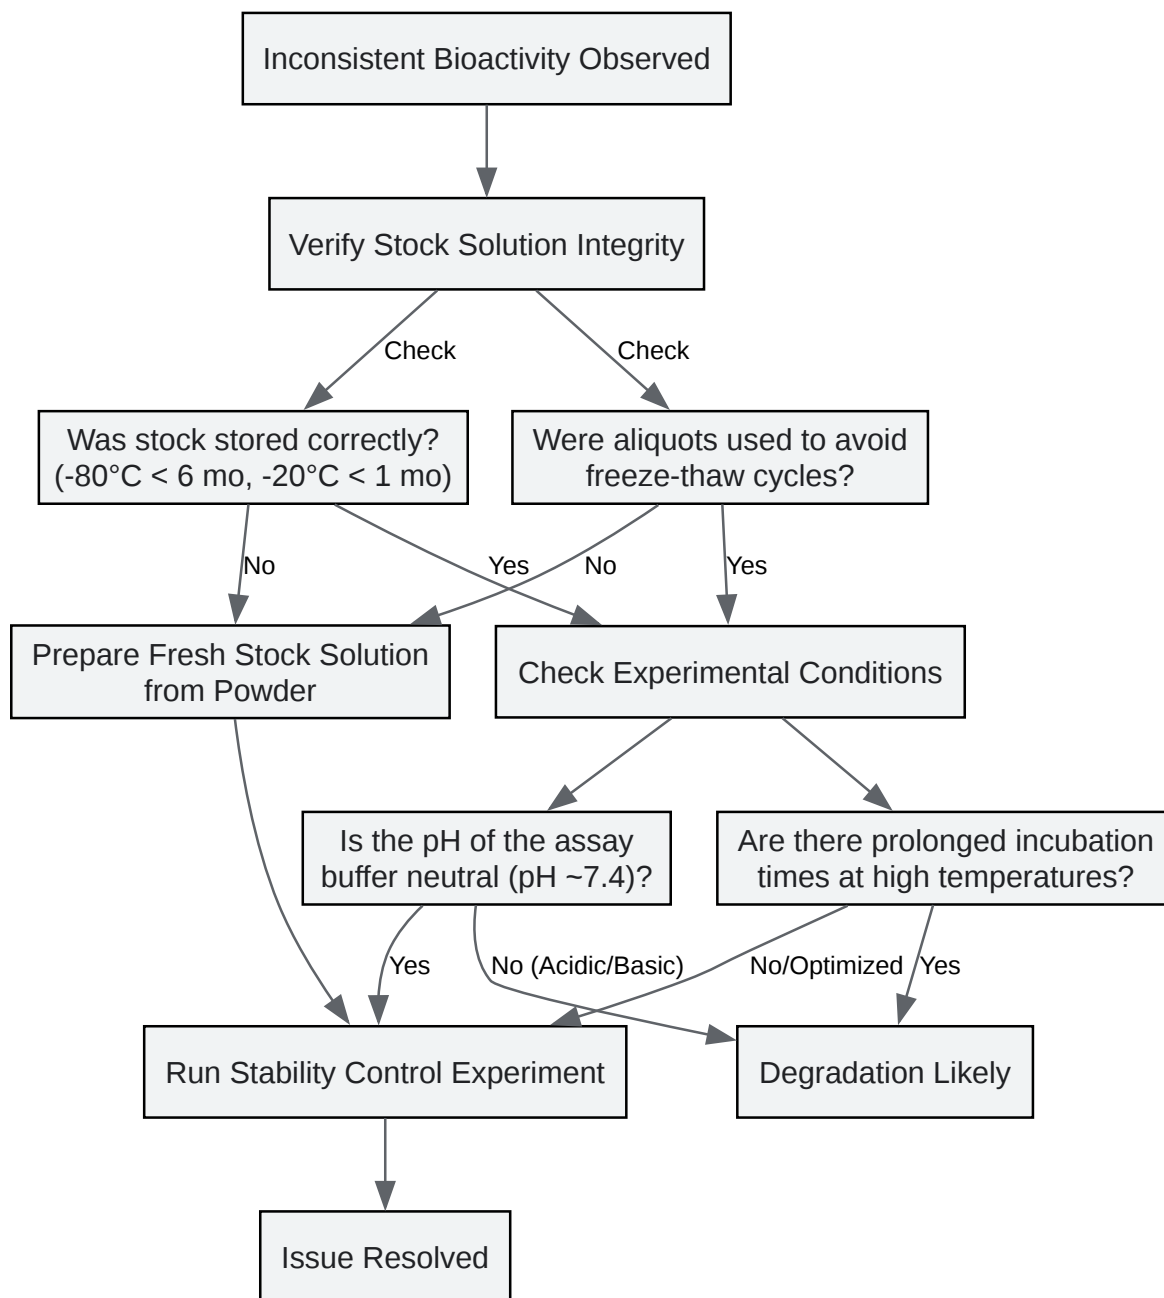 Inconsistent Bioactivity Observed
Verify Stock Solution Integrity
Check
Check
Was stock stored correctly?
(-80°C < 6 mo, -20°C < 1 mo)
Were aliquots used to avoid
freeze-thaw cycles?
No
Yes
No
Yes
Prepare Fresh Stock Solution
from Powder
Check Experimental Conditions
Is the pH of the assay
buffer neutral (pH ~7.4)?
Are there prolonged incubation
times at high temperatures?
Yes
No (Acidic/Basic)
No/Optimized
Yes
Run Stability Control Experiment
Degradation Likely
Issue Resolved